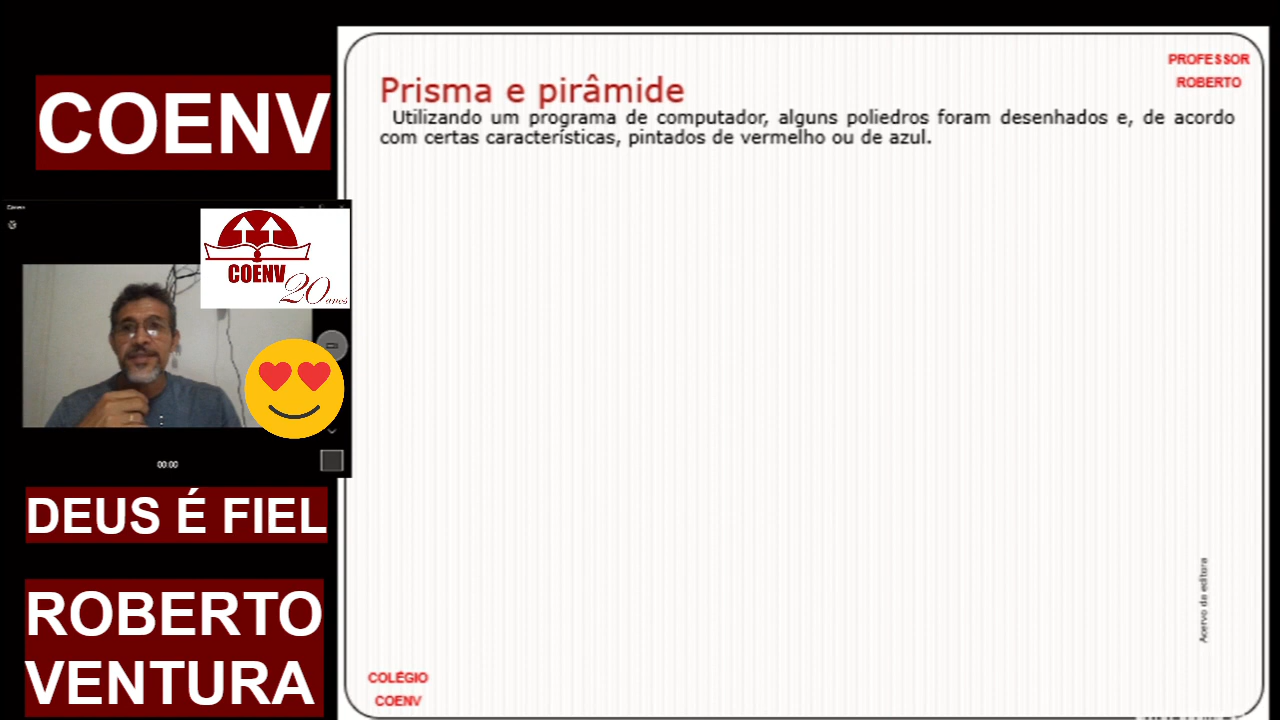 COENV
PROFESSOR
ROBERTO
Prisma e pirâmide
Utilizando um programa de computador, alguns poliedros foram desenhados e, de acordo
com certas características, pintados de vermelho ou de azul.
COENV
20 anos
00:00
DEUS É FIEL
ROBERTO
VENTURA
Acervo da editora
COLÉGIO
COENV